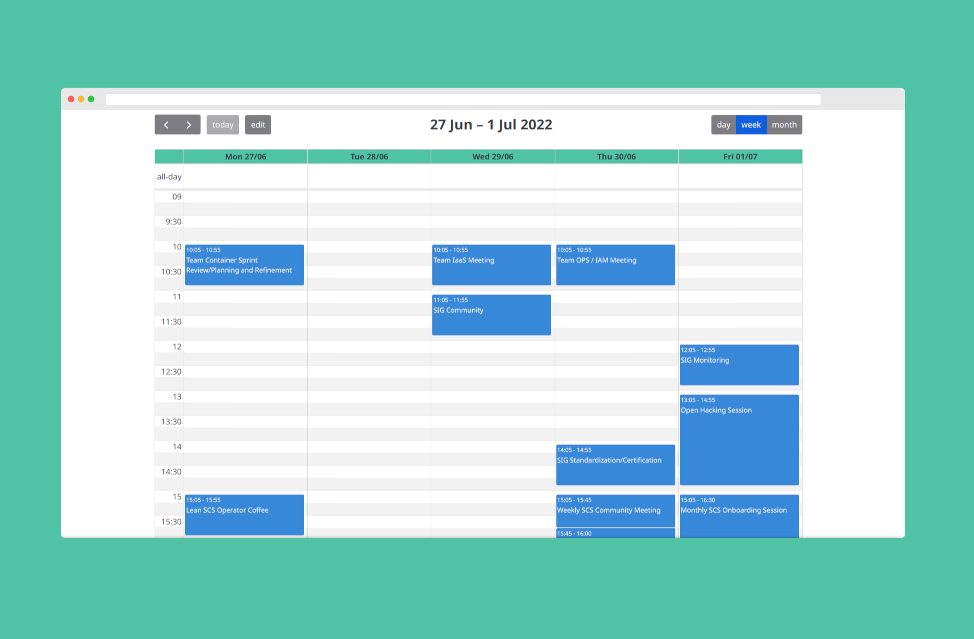 today
edit
27 Jun – 1 Jul 2022
day
week
month
Mon 27/06
Tue 28/06
Wed 29/06
Thu 30/06
Fri 01/07
all-day
09
9:30
10
10:05 - 10:55
Team Container Sprint
Review/Planning and Refinement
10:05 - 10:55
Team IaaS Meeting
10:05 - 10:55
Team OPS / IAM Meeting
10:30
11
11:05 - 11:55
SIG Community
11:30
12
12:05 - 12:55
SIG Monitoring
12:30
13
13:05 - 14:55
Open Hacking Session
13:30
14
14:05 - 14:55
SIG Standardization/Certification
14:30
15
15:05 - 15:55
Lean SCS Operator Coffee
15:05 - 15:45
Weekly SCS Community Meeting
15:05 - 16:30
Monthly SCS Onboarding Session
15:30
15:45 - 16:00